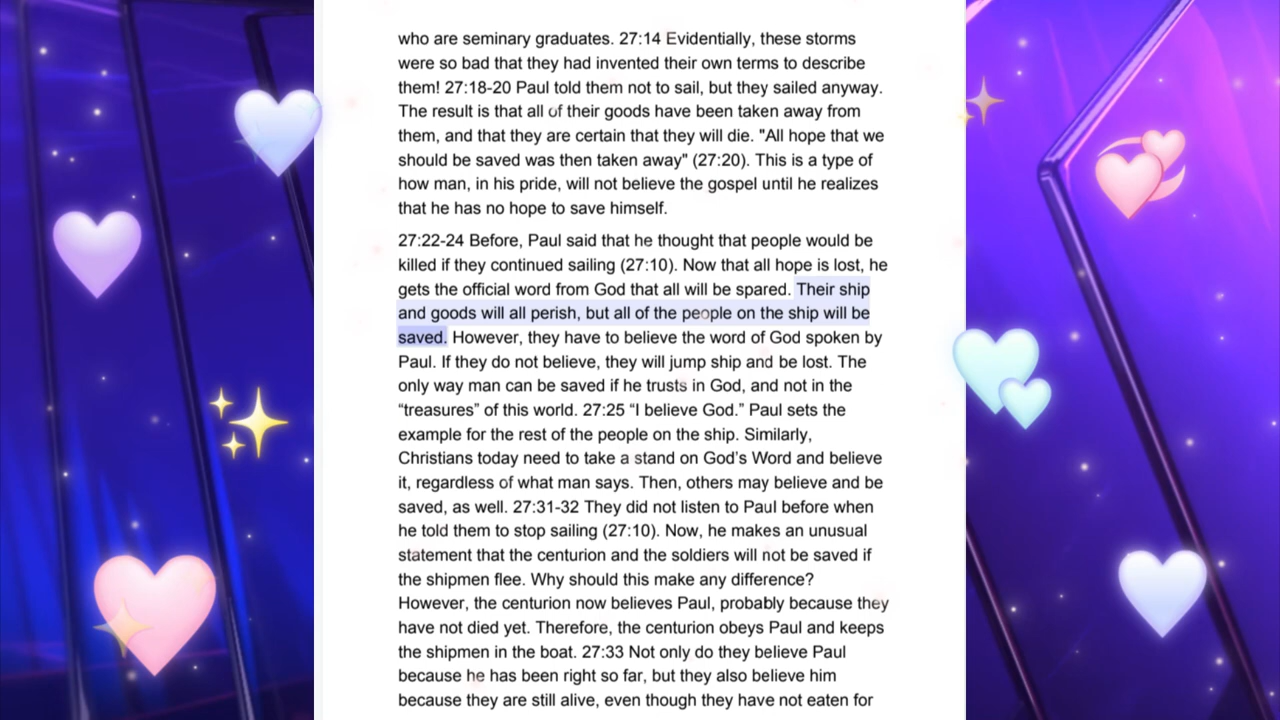 who are seminary graduates. 27:14 Evidentially, these storms
were so bad that they had invented their own terms to describe
them! 27:18-20 Paul told them not to sail, but they sailed anyway.
The result is that all of their goods have been taken away from
them, and that they are certain that they will die. "All hope that we
should be saved was then taken away" (27:20). This is a type of
how man, in his pride, will not believe the gospel until he realizes
that he has no hope to save himself.
27:22-24 Before, Paul said that he thought that people would be
killed if they continued sailing (27:10). Now that all hope is lost, he
gets the official word from God that all will be spared. Their ship
and goods will all perish, but all of the people on the ship will be
saved. However, they have to believe the word of God spoken by
Paul. If they do not believe, they will jump ship and be lost. The
only way man can be saved if he trusts in God, and not in the
“treasures” of this world. 27:25 “I believe God.” Paul sets the
example for the rest of the people on the ship. Similarly,
Christians today need to take a stand on God’s Word and believe
it, regardless of what man says. Then, others may believe and be
saved, as well. 27:31-32 They did not listen to Paul before when
he told them to stop sailing (27:10). Now, he makes an unusual
statement that the centurion and the soldiers will not be saved if
the shipmen flee. Why should this make any difference?
However, the centurion now believes Paul, probably because they
have not died yet. Therefore, the centurion obeys Paul and keeps
the shipmen in the boat. 27:33 Not only do they believe Paul
because he has been right so far, but they also believe him
because they are still alive, even though they have not eaten for